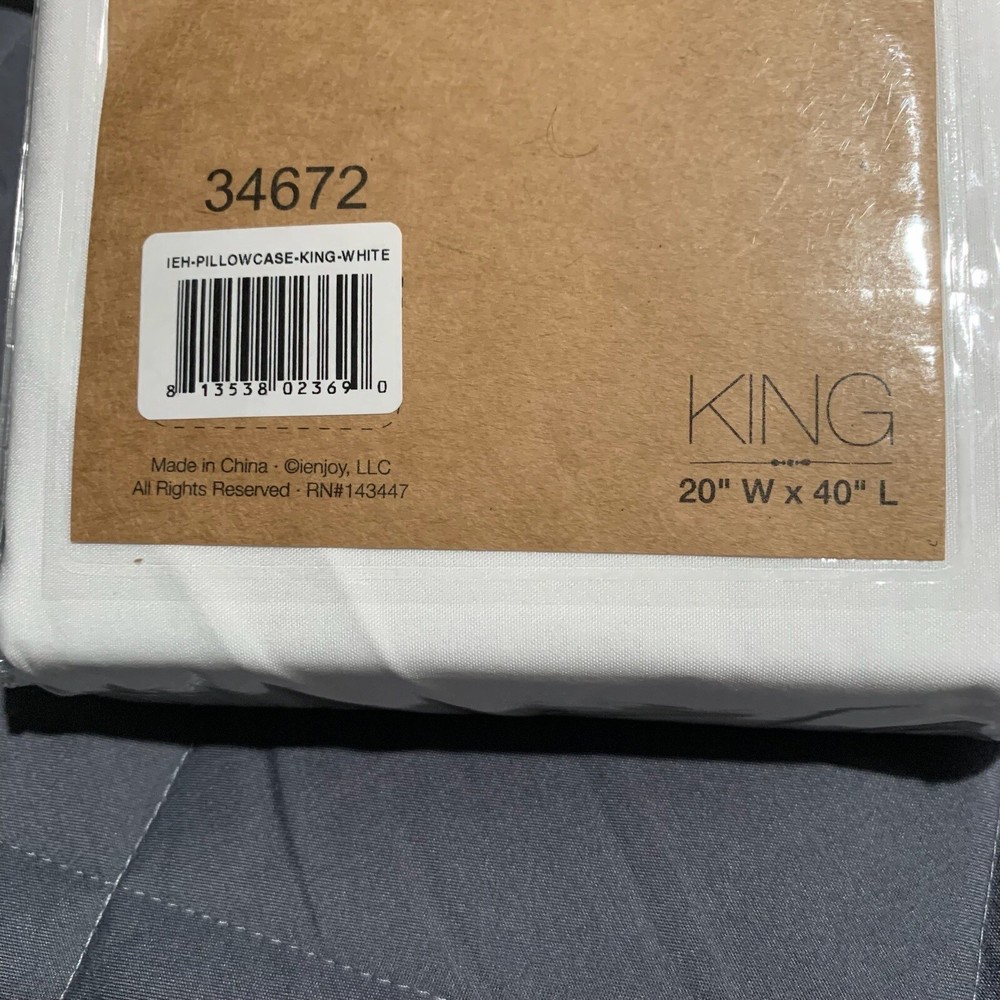 34672
IEH-PILLOWCASE-KING-WHITE
8 13538 02369 0
Made in China · ©ienjoy, LLC
All Rights Reserved · RN#143447
KING
20" W x 40" L